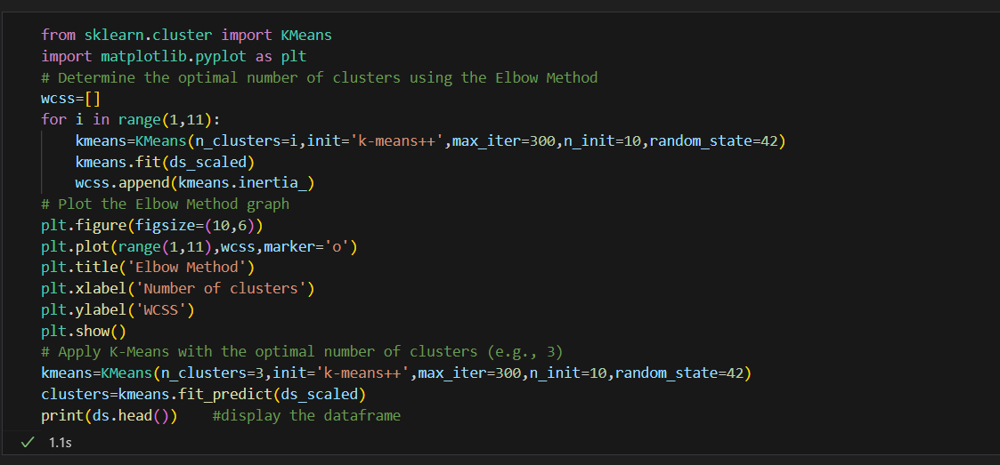 from sklearn.cluster import KMeans
import matplotlib.pyplot as plt
# Determine the optimal number of clusters using the Elbow Method
wcss=[]
for i in range(1,11):
    kmeans=KMeans(n_clusters=i,init='k-means++',max_iter=300,n_init=10,random_state=42)
    kmeans.fit(ds_scaled)
    wcss.append(kmeans.inertia_)
# Plot the Elbow Method graph
plt.figure(figsize=(10,6))
plt.plot(range(1,11),wcss,marker='o')
plt.title('Elbow Method')
plt.xlabel('Number of clusters')
plt.ylabel('WCSS')
plt.show()
# Apply K-Means with the optimal number of clusters (e.g., 3)
kmeans=KMeans(n_clusters=3,init='k-means++',max_iter=300,n_init=10,random_state=42)
clusters=kmeans.fit_predict(ds_scaled)
print(ds.head())    #display the dataframe
✓ 1.1s